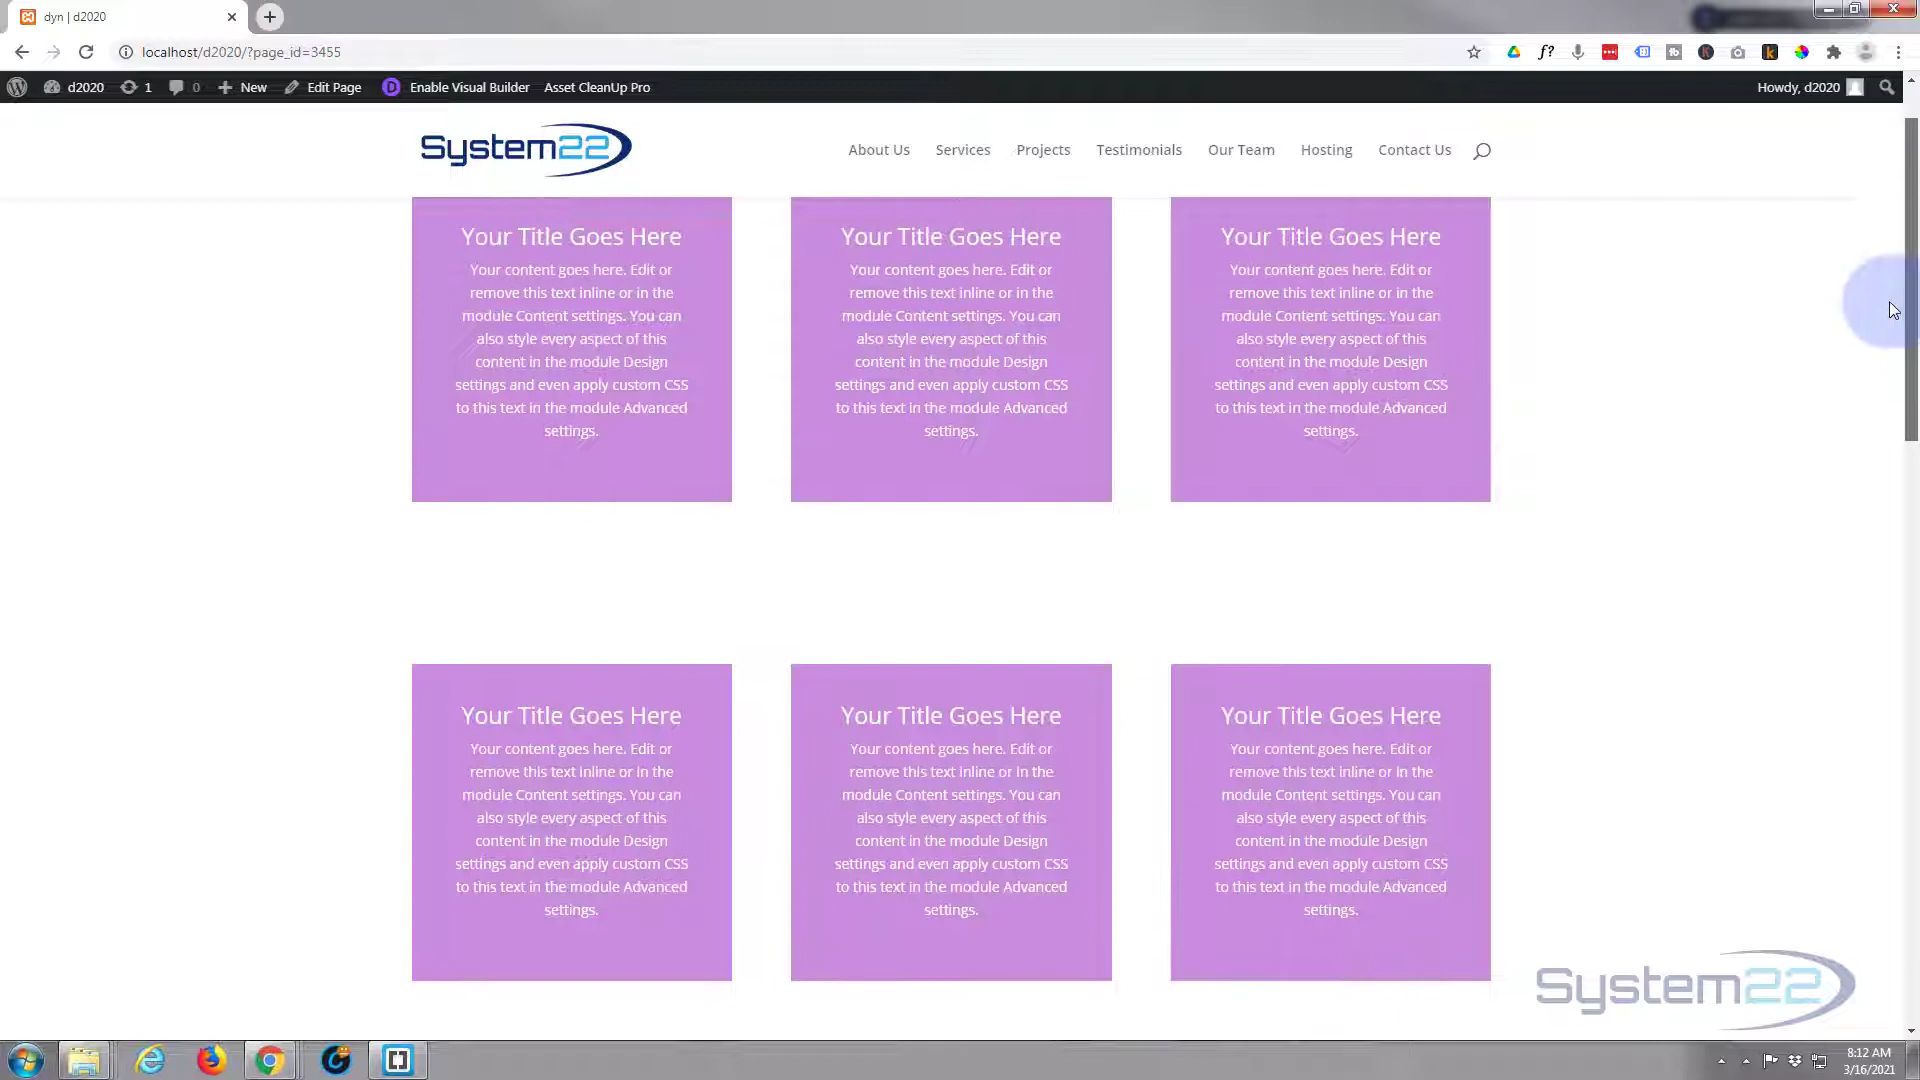 dyn | d2020
localhost/d2020/?page_id=3455
d2020 1 0 New Edit Page Enable Visual Builder Asset CleanUp Pro Howdy, d2020
System22 About Us Services Projects Testimonials Our Team Hosting Contact Us
Your Title Goes Here
Your content goes here. Edit or
remove this text inline or in the
module Content settings. You can
also style every aspect of this
content in the module Design
settings and even apply custom CSS
to this text in the module Advanced
settings.
Your Title Goes Here
Your content goes here. Edit or
remove this text inline or in the
module Content settings. You can
also style every aspect of this
content in the module Design
settings and even apply custom CSS
to this text in the module Advanced
settings.
Your Title Goes Here
Your content goes here. Edit or
remove this text inline or in the
module Content settings. You can
also style every aspect of this
content in the module Design
settings and even apply custom CSS
to this text in the module Advanced
settings.
Your Title Goes Here
Your content goes here. Edit or
remove this text inline or in the
module Content settings. You can
also style every aspect of this
content in the module Design
settings and even apply custom CSS
to this text in the module Advanced
settings.
Your Title Goes Here
Your content goes here. Edit or
remove this text inline or in the
module Content settings. You can
also style every aspect of this
content in the module Design
settings and even apply custom CSS
to this text in the module Advanced
settings.
Your Title Goes Here
Your content goes here. Edit or
remove this text inline or in the
module Content settings. You can
also style every aspect of this
content in the module Design
settings and even apply custom CSS
to this text in the module Advanced
settings.
System22
8:12 AM
3/16/2021